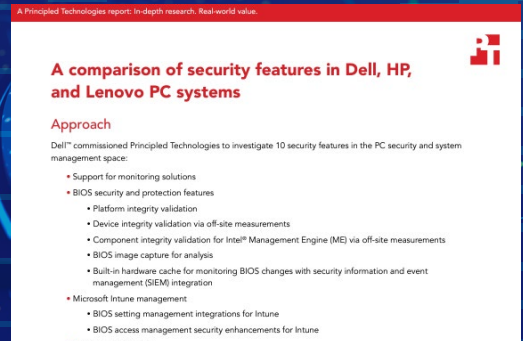 A Principled Technologies report: In-depth research. Real-world value.
PT
A comparison of security features in Dell, HP,
and Lenovo PC systems
Approach
Dell™ commissioned Principled Technologies to investigate 10 security features in the PC security and system
management space:
• Support for monitoring solutions
• BIOS security and protection features
• Platform integrity validation
• Device integrity validation via off-site measurements
• Component integrity validation for Intel® Management Engine (ME) via off-site measurements
• BIOS image capture for analysis
• Built-in hardware cache for monitoring BIOS changes with security information and event
management (SIEM) integration
• Microsoft Intune management
• BIOS setting management integrations for Intune
• BIOS access management security enhancements for Intune